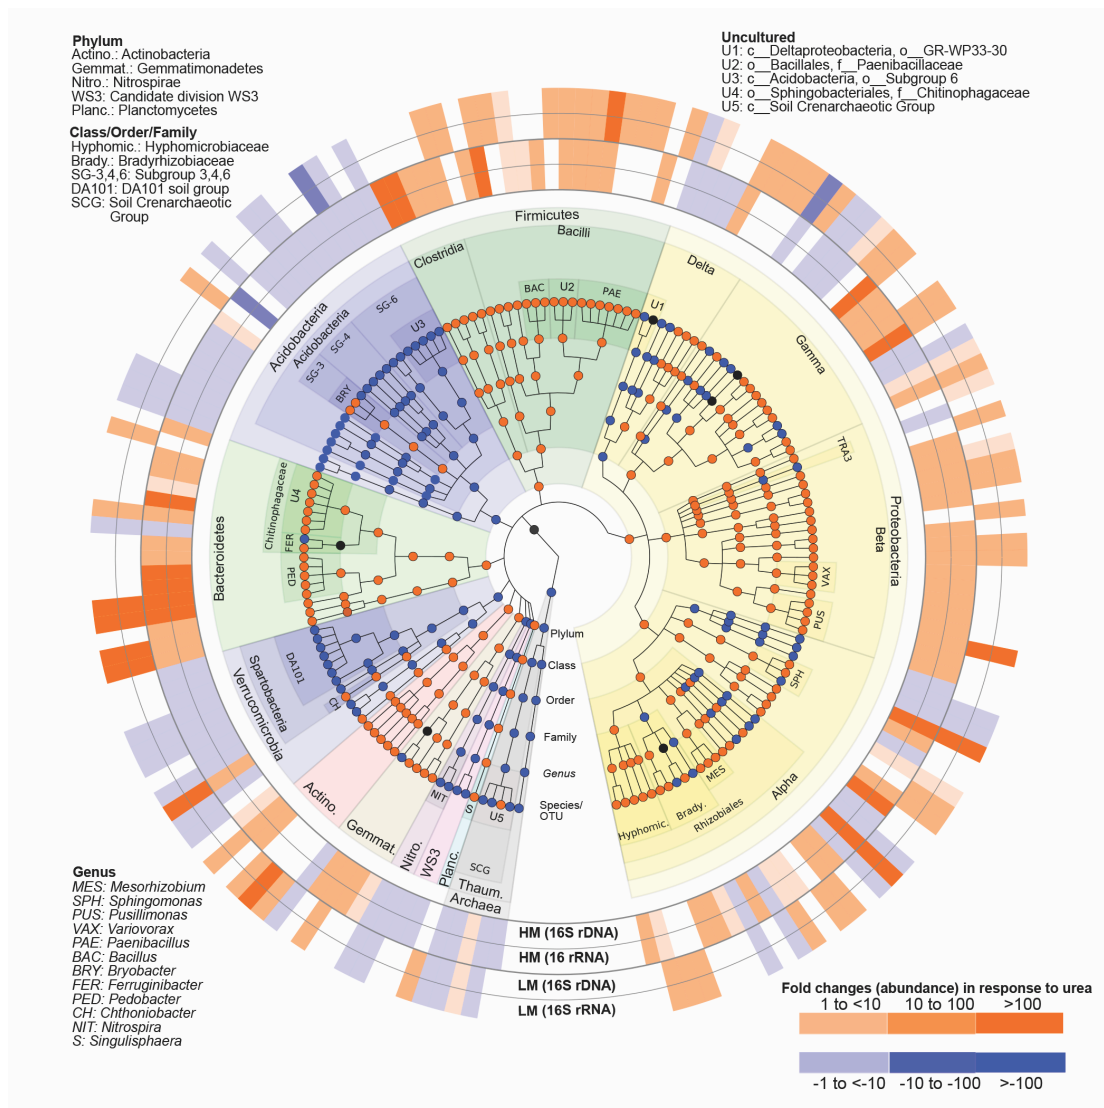 Phylum
Actino.: Actinobacteria
Gemmat.: Gemmatimonadetes
Nitro.: Nitrospirae
WS3: Candidate division WS3
Planc.: Planctomycetes
Class/Order/Family
Hyphomic.: Hyphomicrobiaceae
Brady.: Bradyrhizobiaceae
SG-3,4,6: Subgroup 3,4,6
DA101: DA101 soil group
SCG: Soil Crenarchaeotic
Group
Uncultured
U1: c__Deltaproteobacteria, o__GR-WP33-30
U2: o__Bacillales, f__Paenibacillaceae
U3: c__Acidobacteria, o__Subgroup 6
U4: o__Sphingobacteriales, f__Chitinophagaceae
U5: c__Soil Crenarchaeotic Group
Firmicutes
Bacilli
Clostridia
BAC
U2
PAE
U1
Delta
Gamma
TRA3
Proteobacteria
Beta
VAX
PUS
SPH
Alpha
MES
Rhizobiales
Brady.
Hyphomic.
Acidobacteria
Acidobacteria
SG-6
SG-4
SG-3
U3
BRY
Bacteroidetes
Chitinophagaceae
U4
FER
PED
Verrucomicrobia
Spartobacteria
DA101
CH
Actino.
Gemmat.
Nitro.
NIT
WS3
Planc.
S
U5
SCG
Thaum.
Archaea
Plylum
Class
Order
Family
Genus
Species/
OTU
HM (16S rDNA)
HM (16 rRNA)
LM (16S rDNA)
LM (16S rRNA)
Genus
MES: Mesorhizobium
SPH: Sphingomonas
PUS: Pusillimonas
VAX: Variovorax
PAE: Paenibacillus
BAC: Bacillus
BRY: Bryobacter
FER: Ferruginibacter
PED: Pedobacter
CH: Chthoniobacter
NIT: Nitrospira
S: Singulisphaera
Fold changes (abundance) in response to urea
1 to <10 10 to 100 >100
-1 to <-10 -10 to -100 >-100